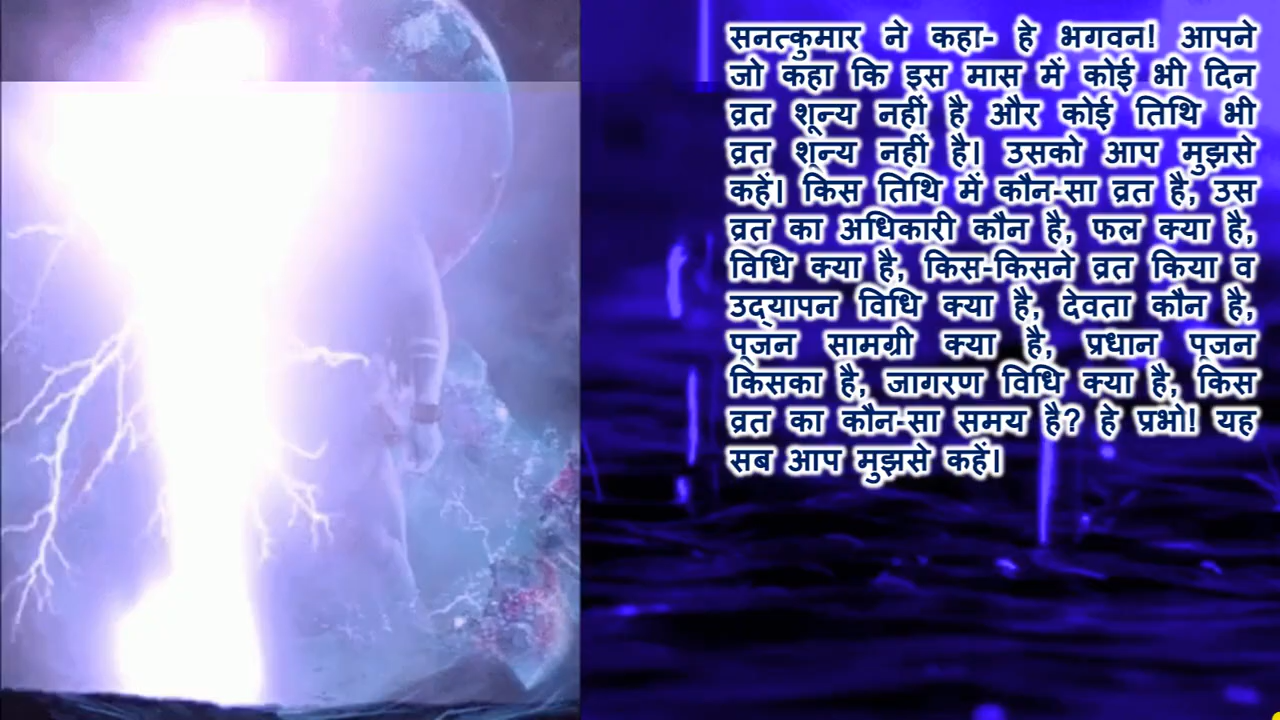 सनत्कुमार ने कहा- हे भगवन! आपने
जो कहा कि इस मास में कोई भी दिन
व्रत शून्य नहीं है और कोई तिथि भी
व्रत शून्य नहीं है। उसको आप मुझसे
कहें। किस तिथि में कौन-सा व्रत है, उस
व्रत का अधिकारी कौन है, फल क्या है,
विधि क्या है, किस-किसने व्रत किया व
उद्यापन विधि क्या है, देवता कौन है,
पूजन सामग्री क्या है, प्रधान पूजन
किसका है, जागरण विधि क्या है, किस
व्रत का कौन-सा समय है? हे प्रभो! यह
सब आप मुझसे कहें।